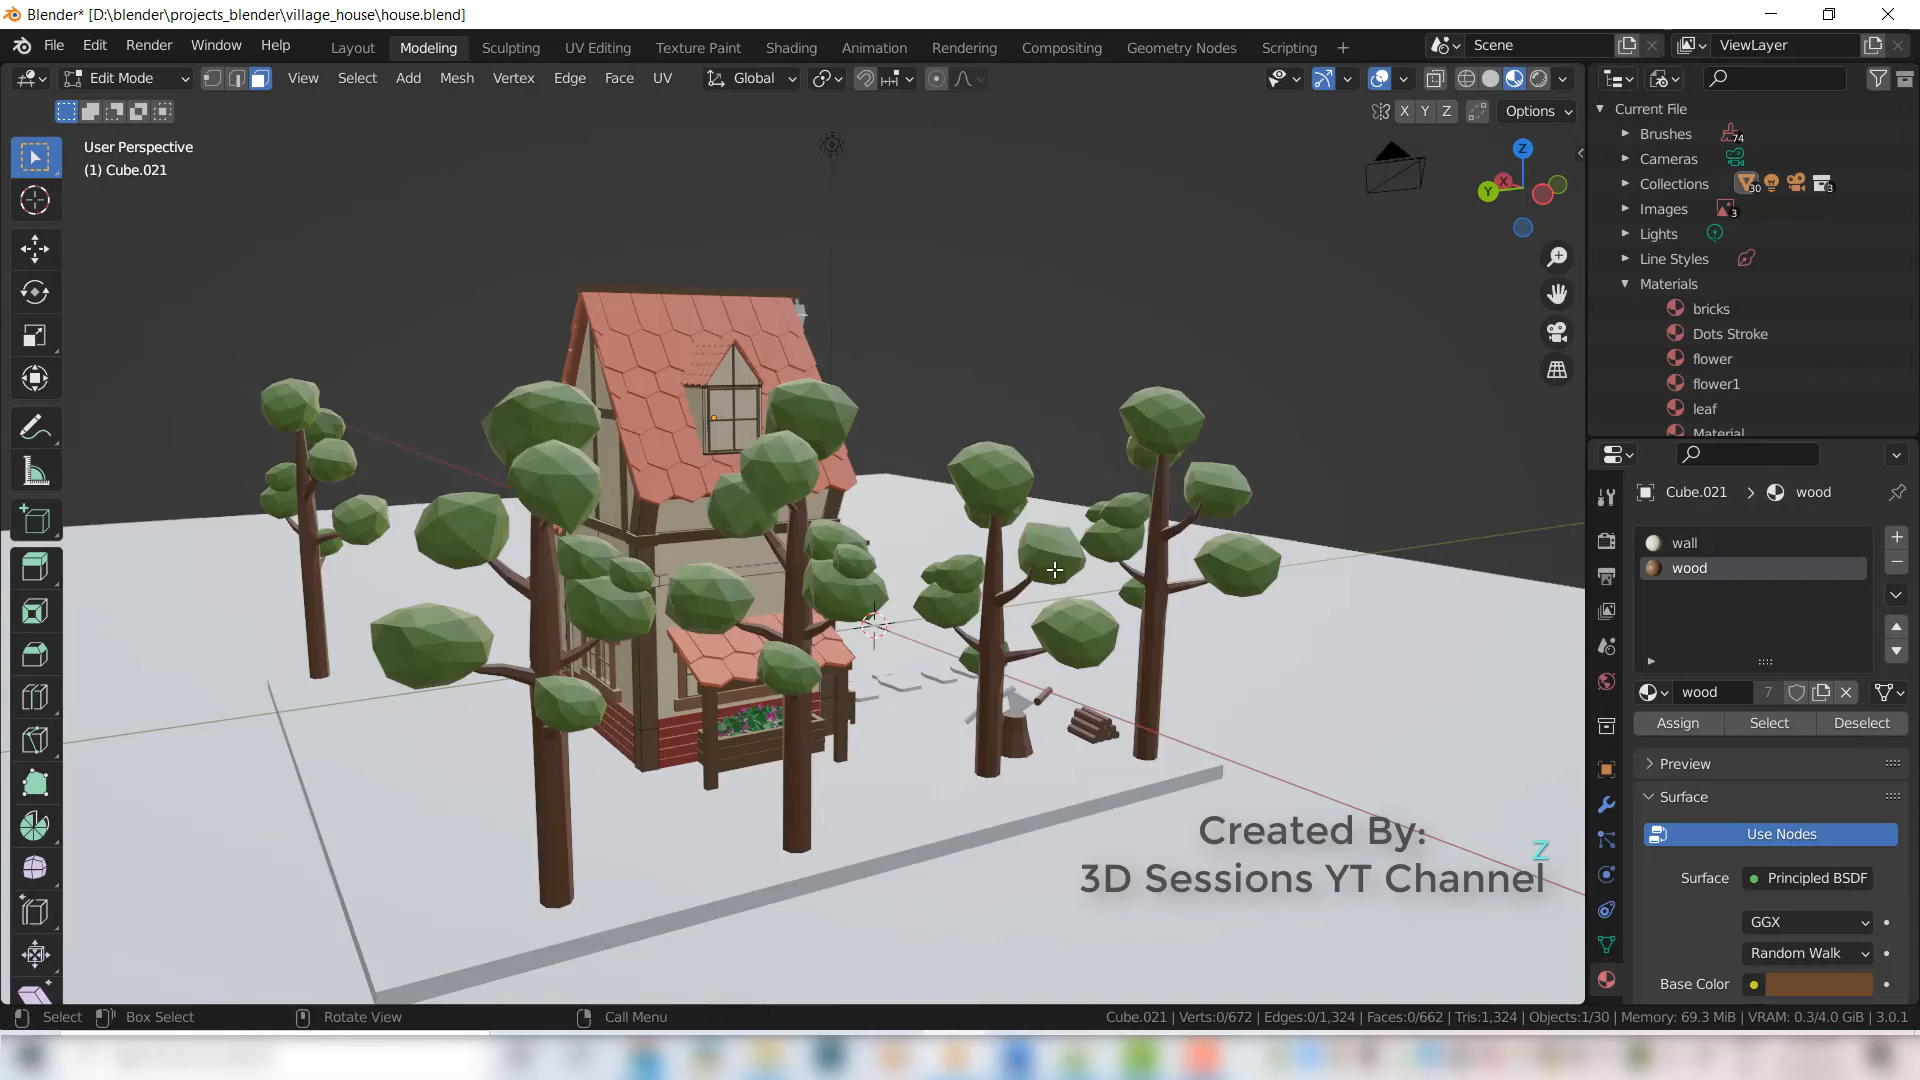 Blender* [D:\blender\projects_blender\village_house\house.blend]
File Edit Render Window Help
Layout Modeling Sculpting UV Editing Texture Paint Shading Animation Rendering Compositing Geometry Nodes Scripting +
Scene
ViewLayer
Edit Mode
View Select Add Mesh Vertex Edge Face UV
Global
X Y Z
Options
User Perspective
(1) Cube.021
Z
X
Y
Current File
Brushes 74
Cameras
Collections 30 3
Images 3
Lights
Line Styles
Materials
bricks
Dots Stroke
flower
flower1
leaf
Material
Cube.021 > wood
wall
wood
wood 7
Assign Select Deselect
Preview
Surface
Use Nodes
Surface Principled BSDF
GGX
Random Walk
Base Color
Created By:
Z
3D Sessions YT Channel
Select Box Select Rotate View Call Menu
Cube.021 | Verts:0/672 | Edges:0/1,324 | Faces:0/662 | Tris:1,324 | Objects:1/30 | Memory: 69.3 MiB | VRAM: 0.3/4.0 GiB | 3.0.1